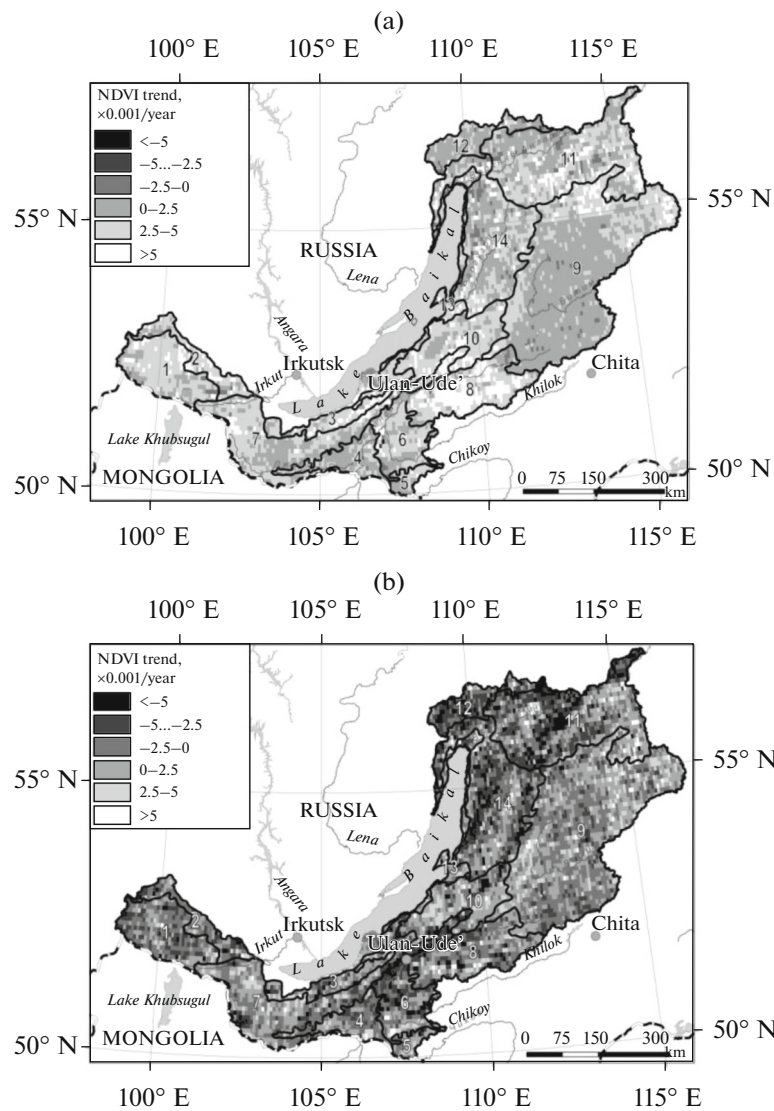 (a)
100° E 105° E 110° E 115° E
NDVI trend,
×0.001/year
<–5
–5...–2.5
–2.5–0
0–2.5
2.5–5
>5
55° N 55° N
50° N 50° N
RUSSIA
Lena
Angara
Irkut
Irkutsk
Lake Baikal
Ulan-Ude'
Chita
Khilok
Chikoy
Lake Khubsugul
MONGOLIA
1
2
3
4
5
6
7
8
9
10
11
12
13
14
0 75 150 300
km
100° E 105° E 110° E 115° E
(b)
100° E 105° E 110° E 115° E
NDVI trend,
×0.001/year
<–5
–5...–2.5
–2.5–0
0–2.5
2.5–5
>5
55° N 55° N
50° N 50° N
RUSSIA
Lena
Angara
Irkut
Irkutsk
Lake Baikal
Ulan-Ude'
Chita
Khilok
Chikoy
Lake Khubsugul
MONGOLIA
1
2
3
4
5
6
7
8
9
10
11
12
13
14
0 75 150 300
km
100° E 105° E 110° E 115° E